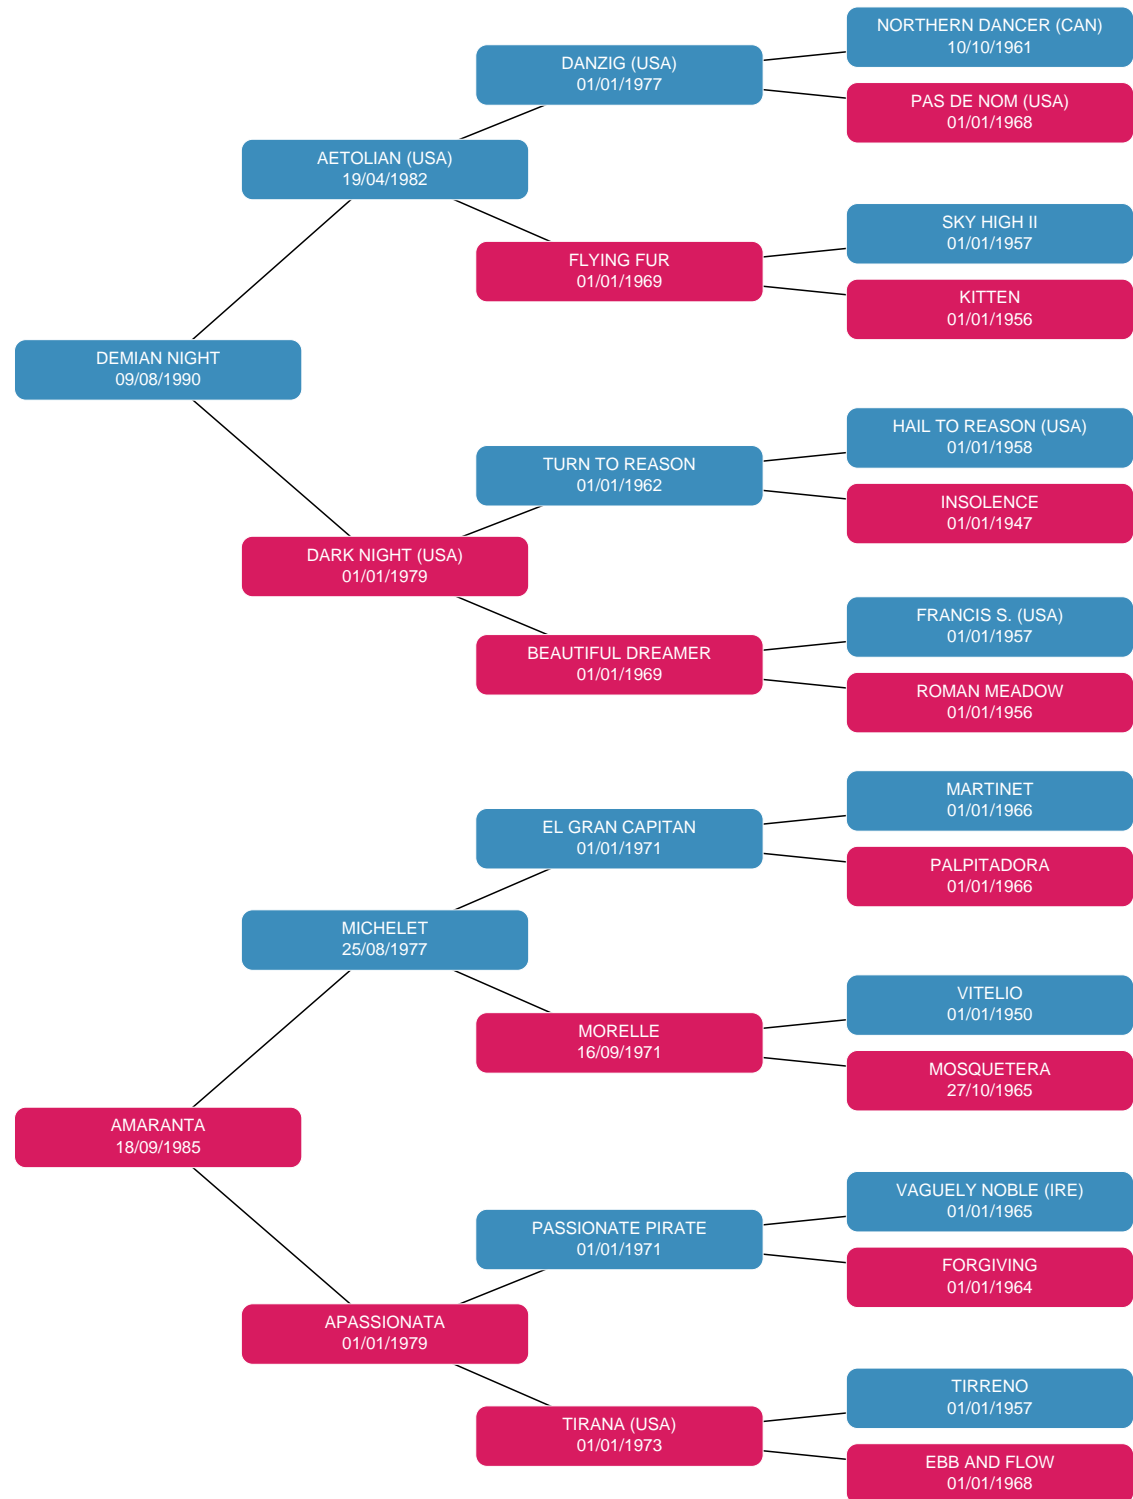 NORTHERN DANCER (CAN)
10/10/1961
DANZIG (USA)
01/01/1977
PAS DE NOM (USA)
01/01/1968
AETOLIAN (USA)
19/04/1982
SKY HIGH II
01/01/1957
FLYING FUR
01/01/1969
KITTEN
01/01/1956
DEMIAN NIGHT
09/08/1990
HAIL TO REASON (USA)
01/01/1958
TURN TO REASON
01/01/1962
INSOLENCE
01/01/1947
DARK NIGHT (USA)
01/01/1979
FRANCIS S. (USA)
01/01/1957
BEAUTIFUL DREAMER
01/01/1969
ROMAN MEADOW
01/01/1956
MARTINET
01/01/1966
EL GRAN CAPITAN
01/01/1971
PALPITADORA
01/01/1966
MICHELET
25/08/1977
VITELIO
01/01/1950
MORELLE
16/09/1971
MOSQUETERA
27/10/1965
AMARANTA
18/09/1985
VAGUELY NOBLE (IRE)
01/01/1965
PASSIONATE PIRATE
01/01/1971
FORGIVING
01/01/1964
APASSIONATA
01/01/1979
TIRRENO
01/01/1957
TIRANA (USA)
01/01/1973
EBB AND FLOW
01/01/1968